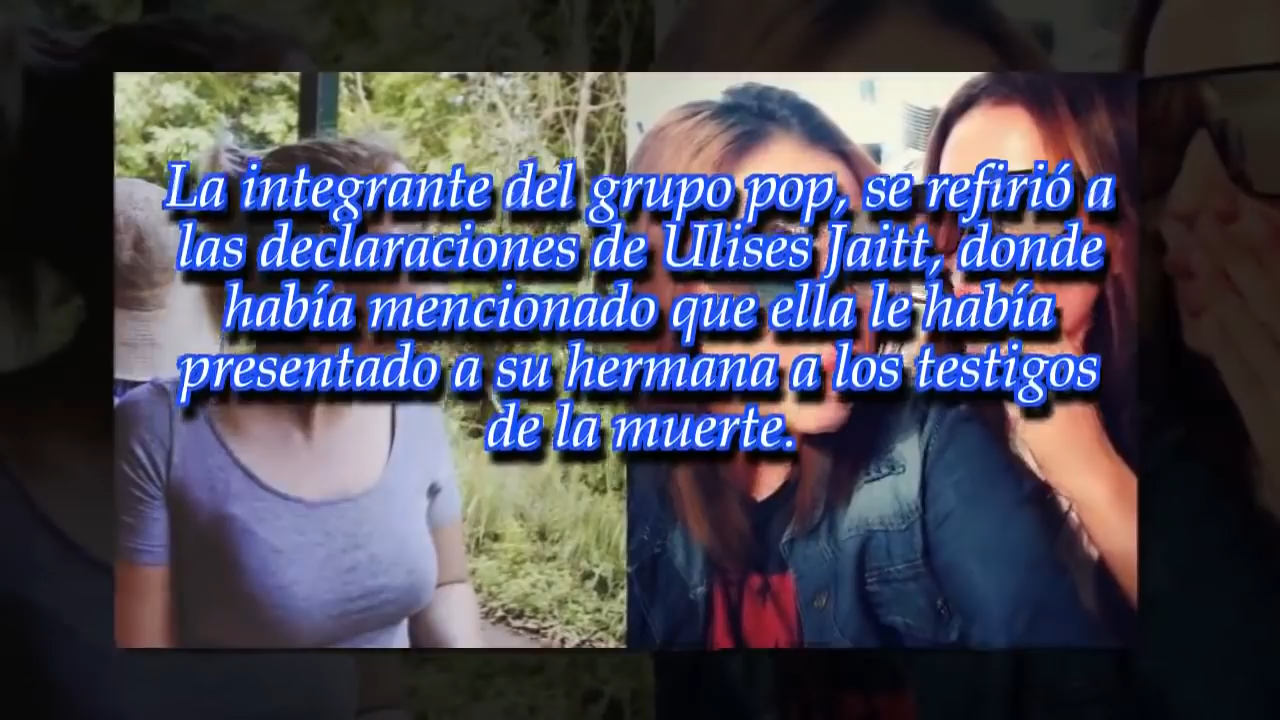 La integrante del grupo pop, se refirió a
las declaraciones de Ulises Jaitt, donde
había mencionado que ella le había
presentado a su hermana a los testigos
de la muerte.